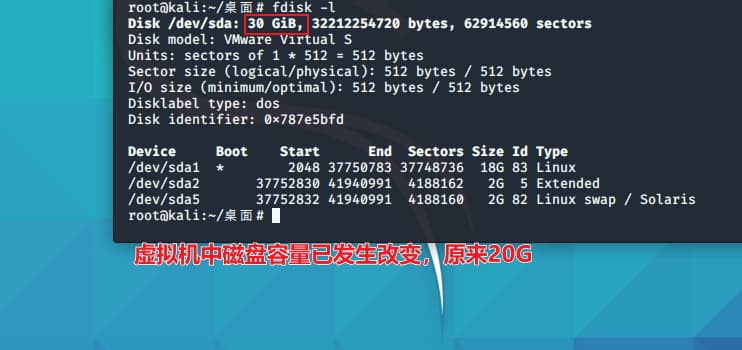 root@kali:~/桌面# fdisk -l
Disk /dev/sda: 30 GiB, 32212254720 bytes, 62914560 sectors
Disk model: VMware Virtual S
Units: sectors of 1 * 512 = 512 bytes
Sector size (logical/physical): 512 bytes / 512 bytes
I/O size (minimum/optimal): 512 bytes / 512 bytes
Disklabel type: dos
Disk identifier: 0×787e5bfd
Device     Boot    Start      End  Sectors Size Id Type
/dev/sda1  *        2048 37750783 37748736  18G 83 Linux
/dev/sda2       37752830 41940991  4188162   2G  5 Extended
/dev/sda5       37752832 41940991  4188160   2G 82 Linux swap / Solaris
root@kali:~/桌面#
虚拟机中磁盘容量已发生改变，原来20G